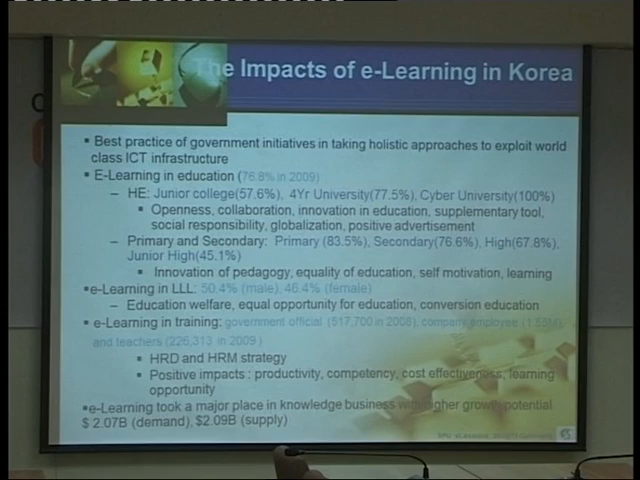 The Impacts of e-Learning in Korea
▪ Best practice of government initiatives in taking holistic approaches to exploit world
class ICT infrastructure
▪ E-Learning in education (76.8% in 2009)
– HE: Junior college(57.6%), 4Yr University(77.5%), Cyber University(100%)
▪ Openness, collaboration, innovation in education, supplementary tool,
social responsibility, globalization, positive advertisement
– Primary and Secondary: Primary (83.5%), Secondary(76.6%), High(67.8%),
Junior High(45.1%)
▪ Innovation of pedagogy, equality of education, self motivation, learning
▪e-Learning in LLL: 50.4% (male), 46.4% (female)
– Education welfare, equal opportunity for education, conversion education
▪ e-Learning in training: government official (517,700 in 2008), company employee
and teachers (226,313 in 2009)
▪ HRD and HRM strategy
▪ Positive impacts : productivity, competency, cost effectiveness, learning
opportunity
▪e-Learning took a major place in knowledge business with higher growth potential
$ 2.07B (demand), $2.09B (supply)